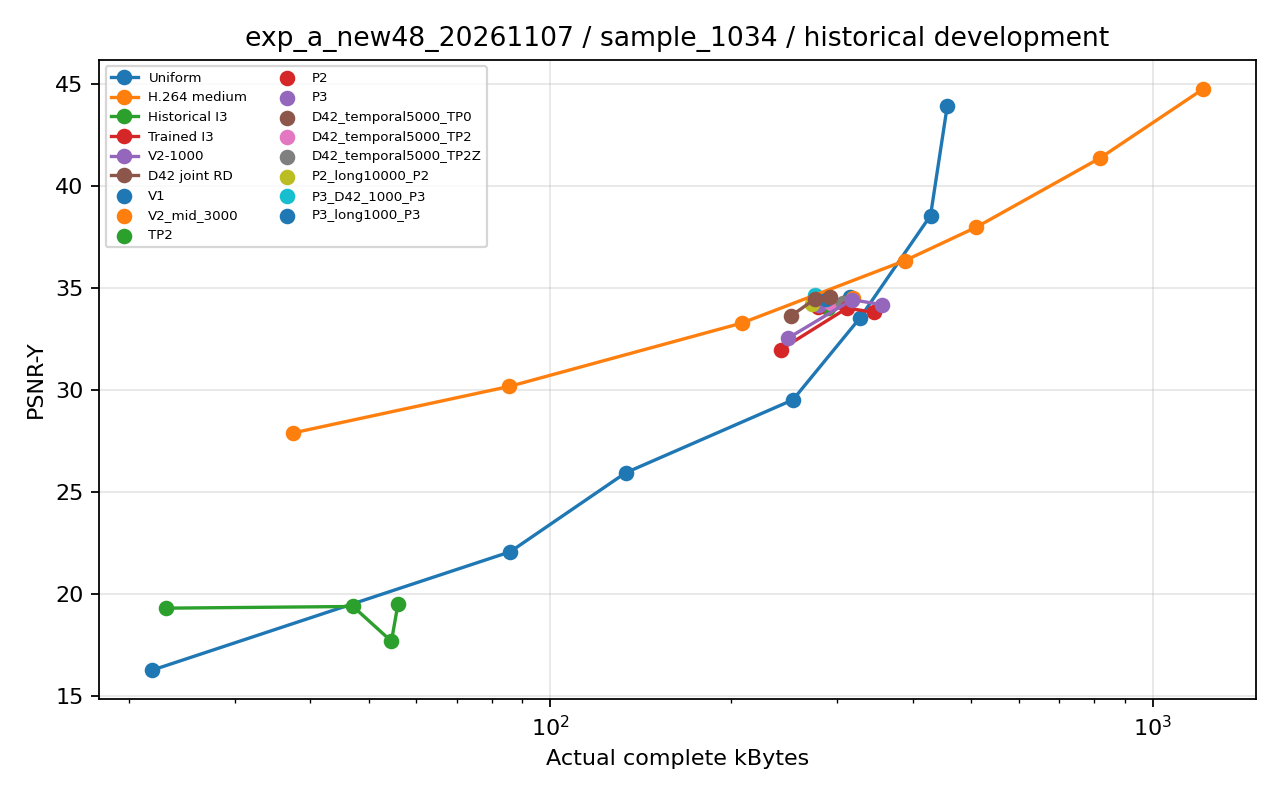 exp_a_new48_20261107 / sample_1034 / historical development
Uniform
H.264 medium
Historical I3
Trained I3
V2-1000
D42 joint RD
V1
V2_mid_3000
TP2
P2
P3
D42_temporal5000_TP0
D42_temporal5000_TP2
D42_temporal5000_TP2Z
P2_long10000_P2
P3_D42_1000_P3
P3_long1000_P3
PSNR-Y
45
40
35
30
25
20
15
10²
10³
Actual complete kBytes